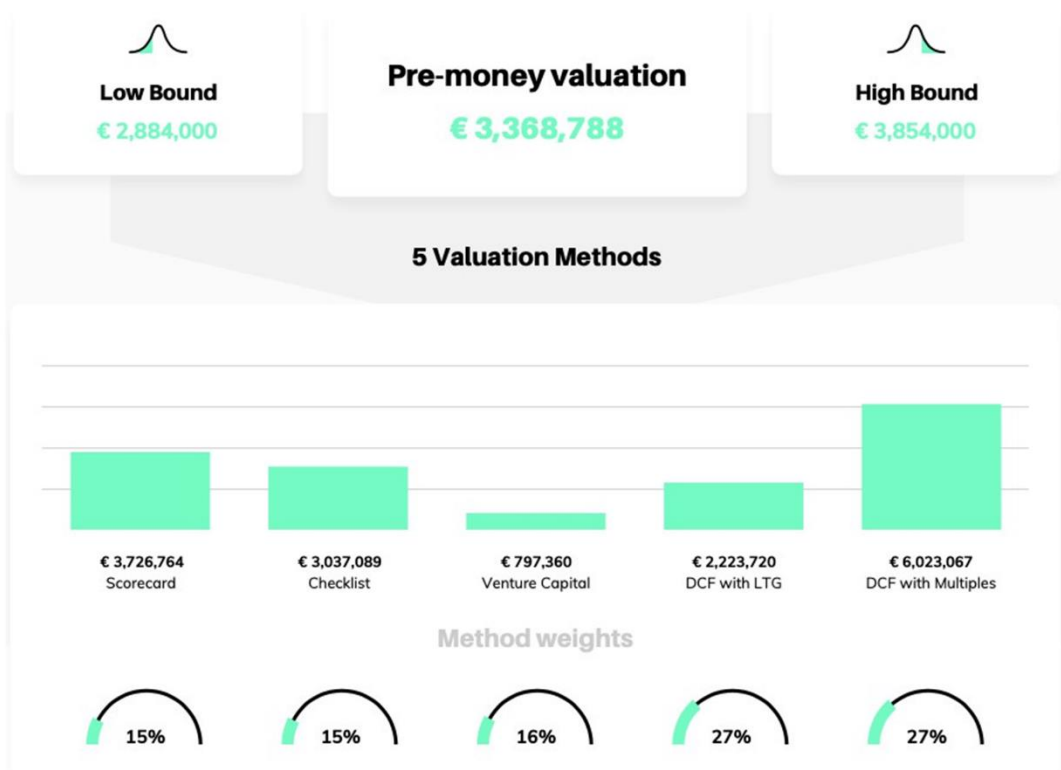 Low Bound
€ 2,884,000
Pre-money valuation
€ 3,368,788
High Bound
€ 3,854,000
5 Valuation Methods
€ 3,726,764
Scorecard
€ 3,037,089
Checklist
€ 797,360
Venture Capital
€ 2,223,720
DCF with LTG
€ 6,023,067
DCF with Multiples
Method weights
15%
15%
16%
27%
27%